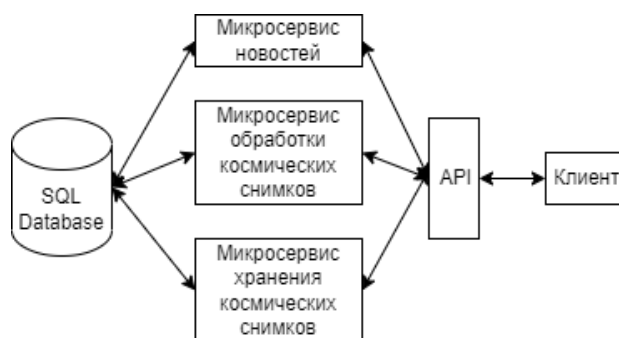 Микросервис
новостей
Микросервис
обработки
космических
снимков
SQL
Database
API
Клиент
Микросервис
хранения
космических
снимков